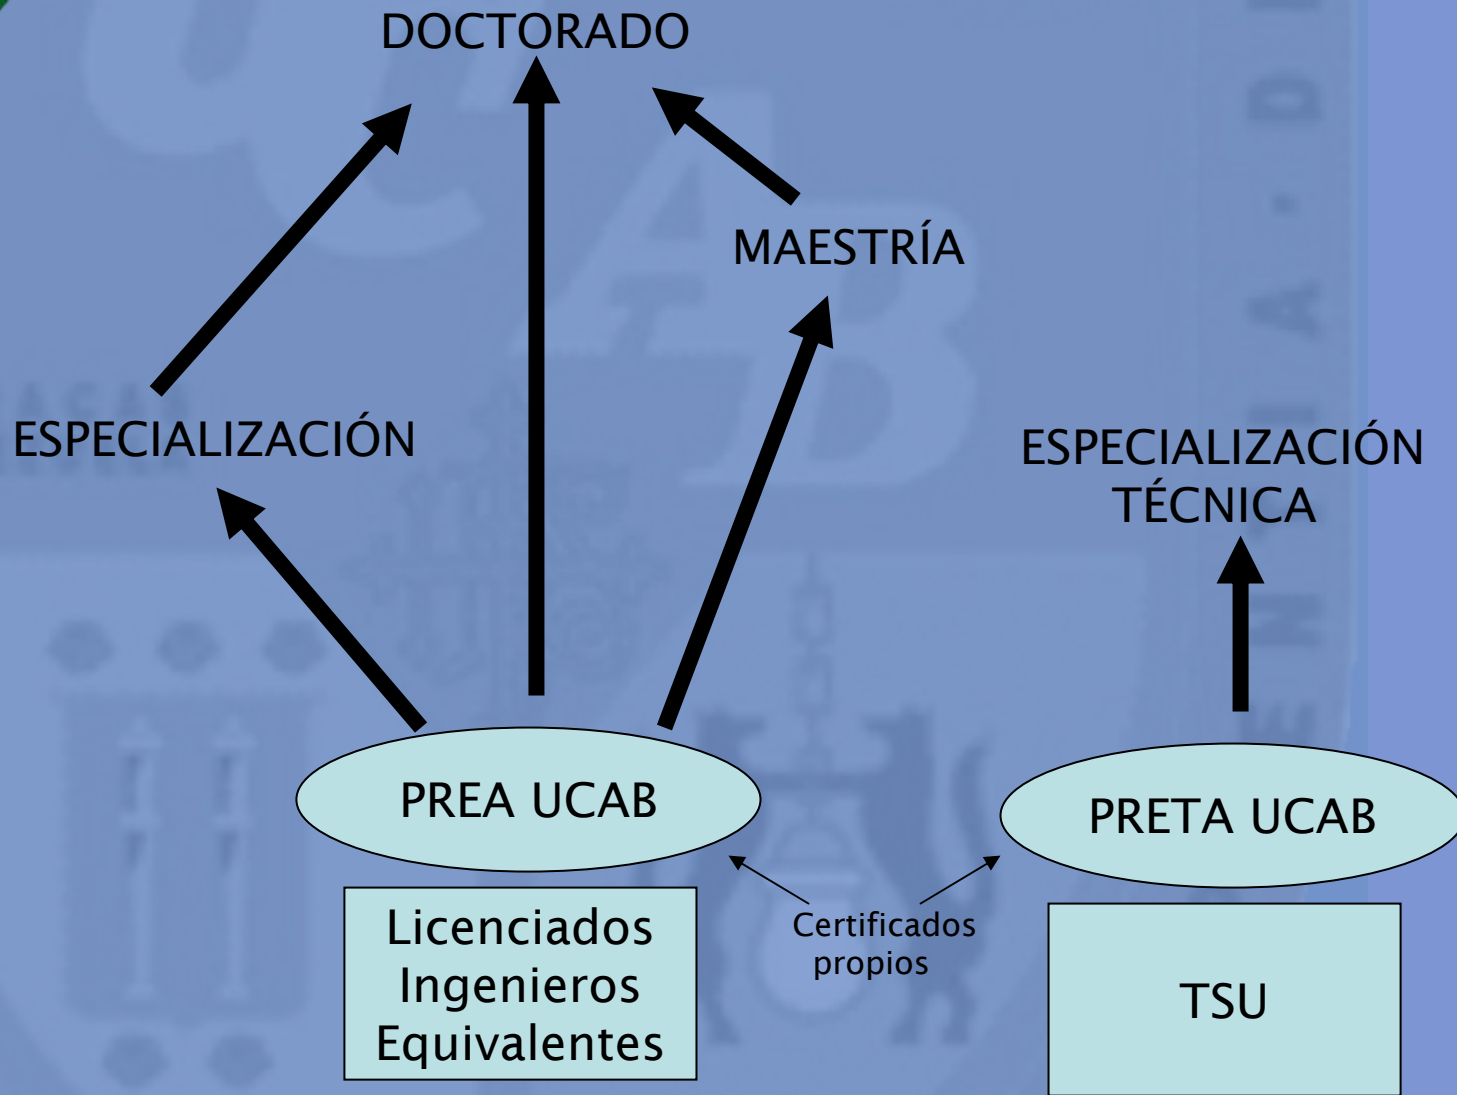 DOCTORADO
MAESTRÍA
ESPECIALIZACIÓN
ESPECIALIZACIÓN
TÉCNICA
PREA UCAB
PRETA UCAB
Licenciados
Ingenieros
Equivalentes
Certificados
propios
TSU